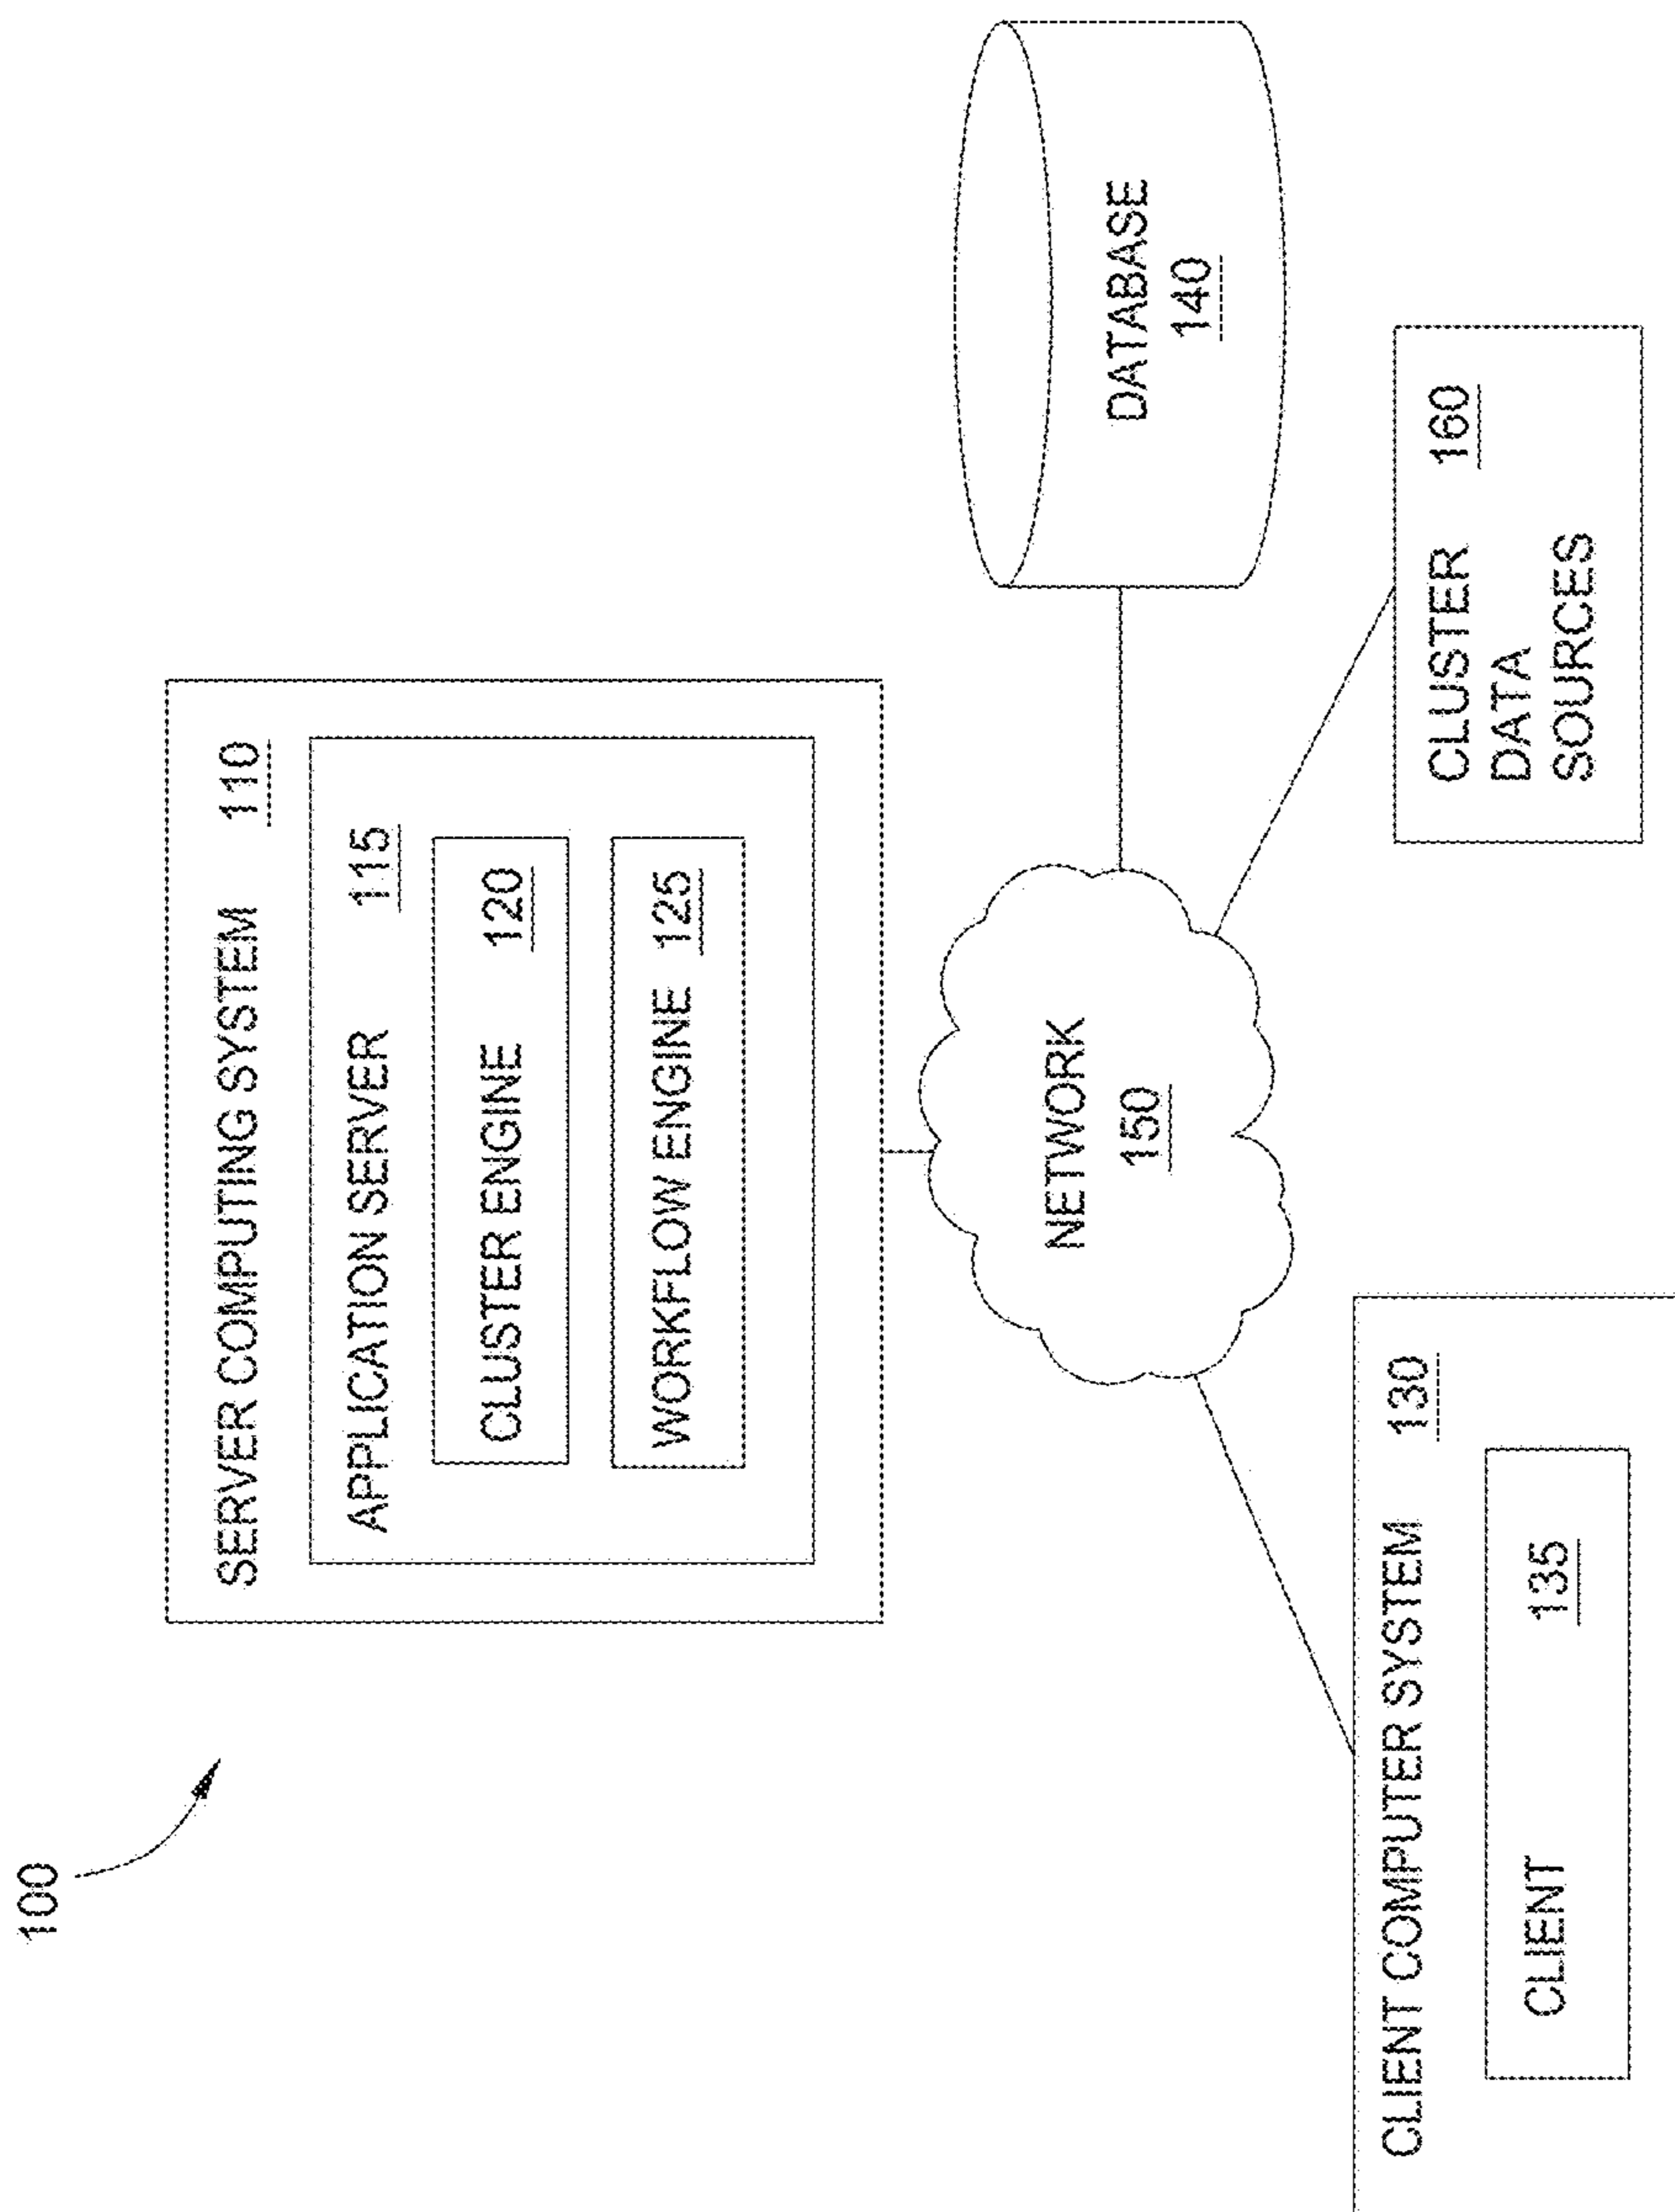 100
SERVER COMPUTING SYSTEM 110
APPLICATION SERVER 115
CLUSTER ENGINE 120
WORKFLOW ENGINE 125
NETWORK
150
DATABASE
140
CLIENT COMPUTER SYSTEM 130
CLIENT 135
CLUSTER 160
DATA
SOURCES